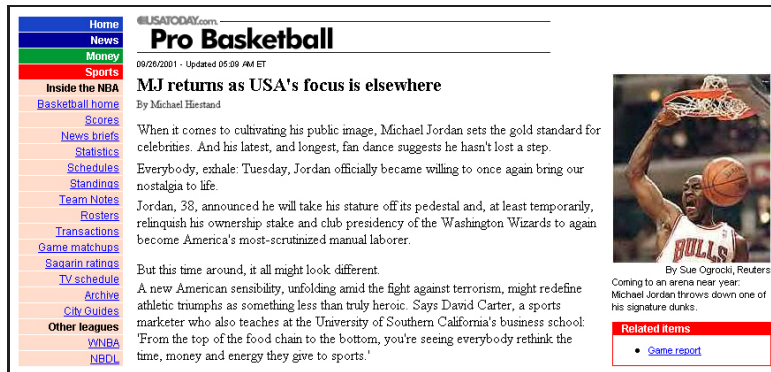 Home
News
Money
Sports
Inside the NBA
Basketball home
Scores
News briefs
Statistics
Schedules
Standings
Team Notes
Rosters
Transactions
Game matchups
Sagarin ratings
TV schedule
Archive
City Guides
Other leagues
WNBA
NBDL
USATODAY.com
Pro Basketball
09/26/2001 - Updated 05:09 AM ET
MJ returns as USA's focus is elsewhere
By Michael Hiestand
When it comes to cultivating his public image, Michael Jordan sets the gold standard for
celebrities. And his latest, and longest, fan dance suggests he hasn't lost a step.
Everybody, exhale: Tuesday, Jordan officially became willing to once again bring our
nostalgia to life.
Jordan, 38, announced he will take his stature off its pedestal and, at least temporarily,
relinquish his ownership stake and club presidency of the Washington Wizards to again
become America's most-scrutinized manual laborer.
But this time around, it all might look different.
A new American sensibility, unfolding amid the fight against terrorism, might redefine
athletic triumphs as something less than truly heroic. Says David Carter, a sports
marketer who also teaches at the University of Southern California's business school:
'From the top of the food chain to the bottom, you're seeing everybody rethink the
time, money and energy they give to sports.'
BULLS
By Sue Ogrocki, Reuters
Coming to an arena near year:
Michael Jordan throws down one of
his signature dunks.
Related items
Game report